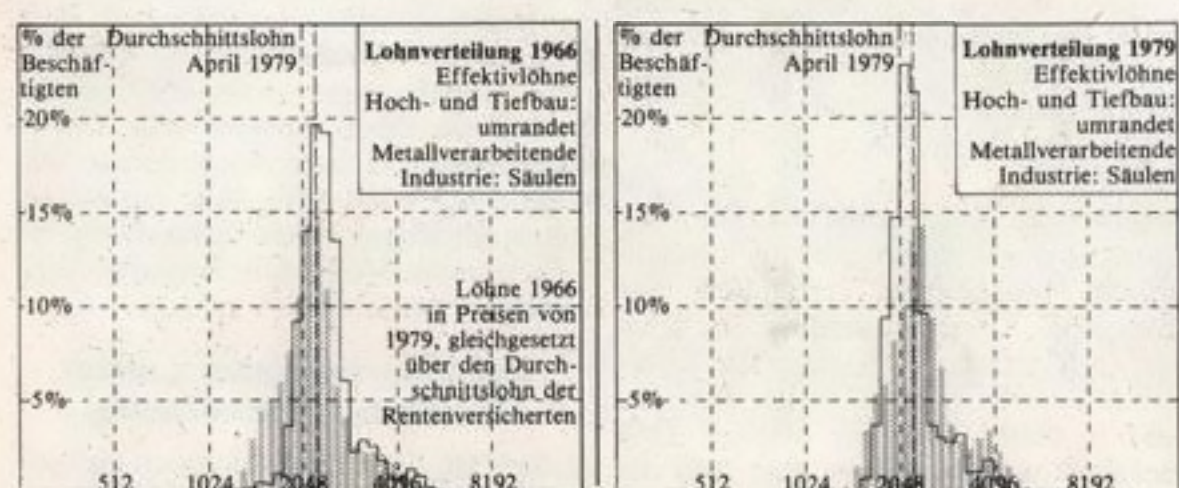 % der Durchschnittslohn
Beschäf- April 1979
tigten
20%
15%
10%
5%
512 1024 2048 4096 8192
Lohnverteilung 1966
Effektivlöhne
Hoch- und Tiefbau:
umrandet
Metallverarbeitende
Industrie: Säulen
Löhne 1966
in Preisen von
1979, gleichgesetzt
über den Durch-
schnittslohn der
Rentenversicherten
% der Durchschnittslohn
Beschäf- April 1979
tigten
20%
15%
10%
5%
512 1024 2048 4096 8192
Lohnverteilung 1979
Effektivlöhne
Hoch- und Tiefbau:
umrandet
Metallverarbeitende
Industrie: Säulen